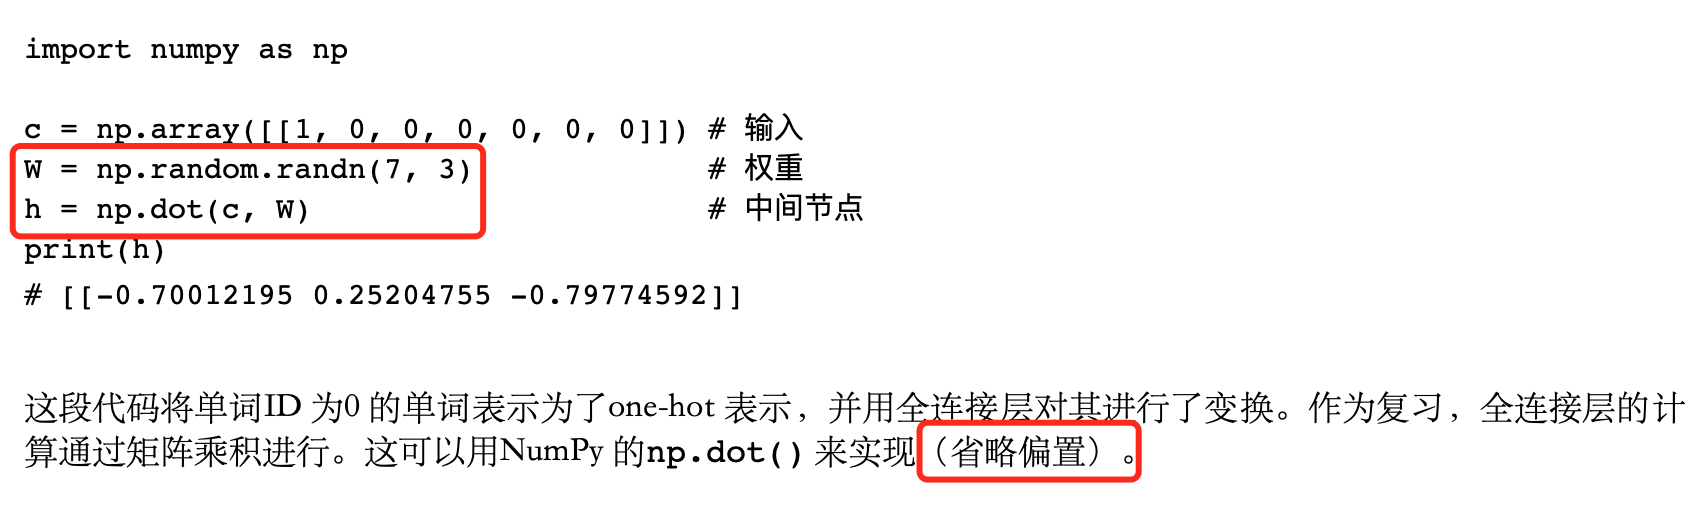 import numpy as np
c = np.array([[1, 0, 0, 0, 0, 0, 0]]) # 输入
W = np.random.randn(7, 3) # 权重
h = np.dot(c, W) # 中间节点
print(h)
# [[-0.70012195 0.25204755 -0.79774592]]
这段代码将单词ID 为0 的单词表示为了one-hot 表示，并用全连接层对其进行了变换。作为复习，全连接层的计
算通过矩阵乘积进行。这可以用NumPy 的np.dot() 来实现（省略偏置）。